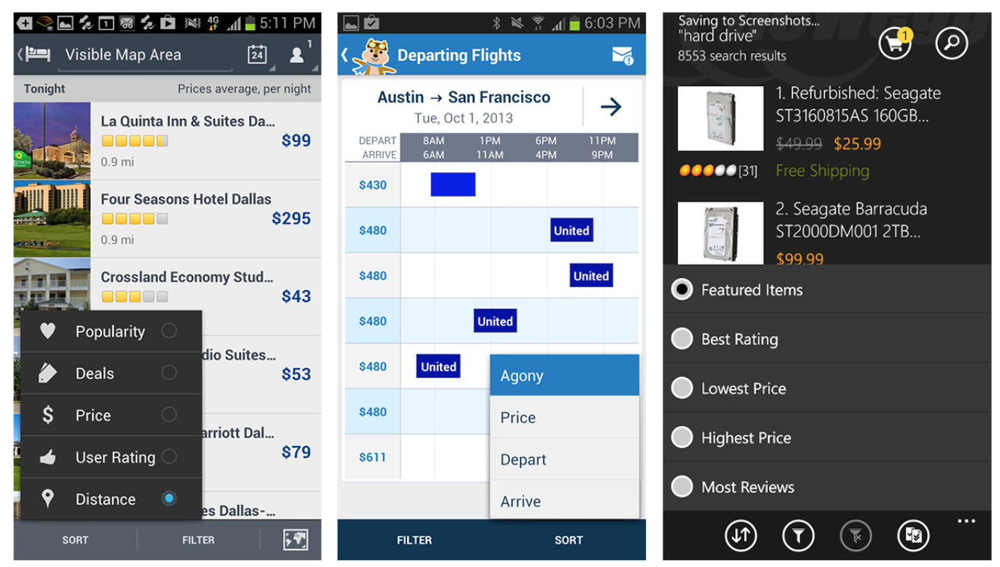 4G 5:11 PM
Visible Map Area 24 1
Tonight Prices average, per night
La Quinta Inn & Suites Da...
$99
0.9 mi
Four Seasons Hotel Dallas
$295
0.9 mi
Crossland Economy Stud...
$43
dio Suites...
$53
arriott Dal...
$79
es Dallas-...
Popularity
Deals
$ Price
User Rating
Distance
SORT FILTER
6:03 PM
Departing Flights
Austin → San Francisco
Tue, Oct 1, 2013
DEPART 8AM 1PM 6PM 11PM
ARRIVE 6AM 11AM 4PM 9PM
$430
$480 United
$480 United
$480 United
$480 United
$480
$611
Agony
Price
Depart
Arrive
FILTER SORT
Saving to Screenshots...
"hard drive"
8553 search results
1
1. Refurbished: Seagate
ST3160815AS 160GB...
$49.99 $25.99
[31] Free Shipping
2. Seagate Barracuda
ST2000DM001 2TB...
$99.99
Featured Items
Best Rating
Lowest Price
Highest Price
Most Reviews
...